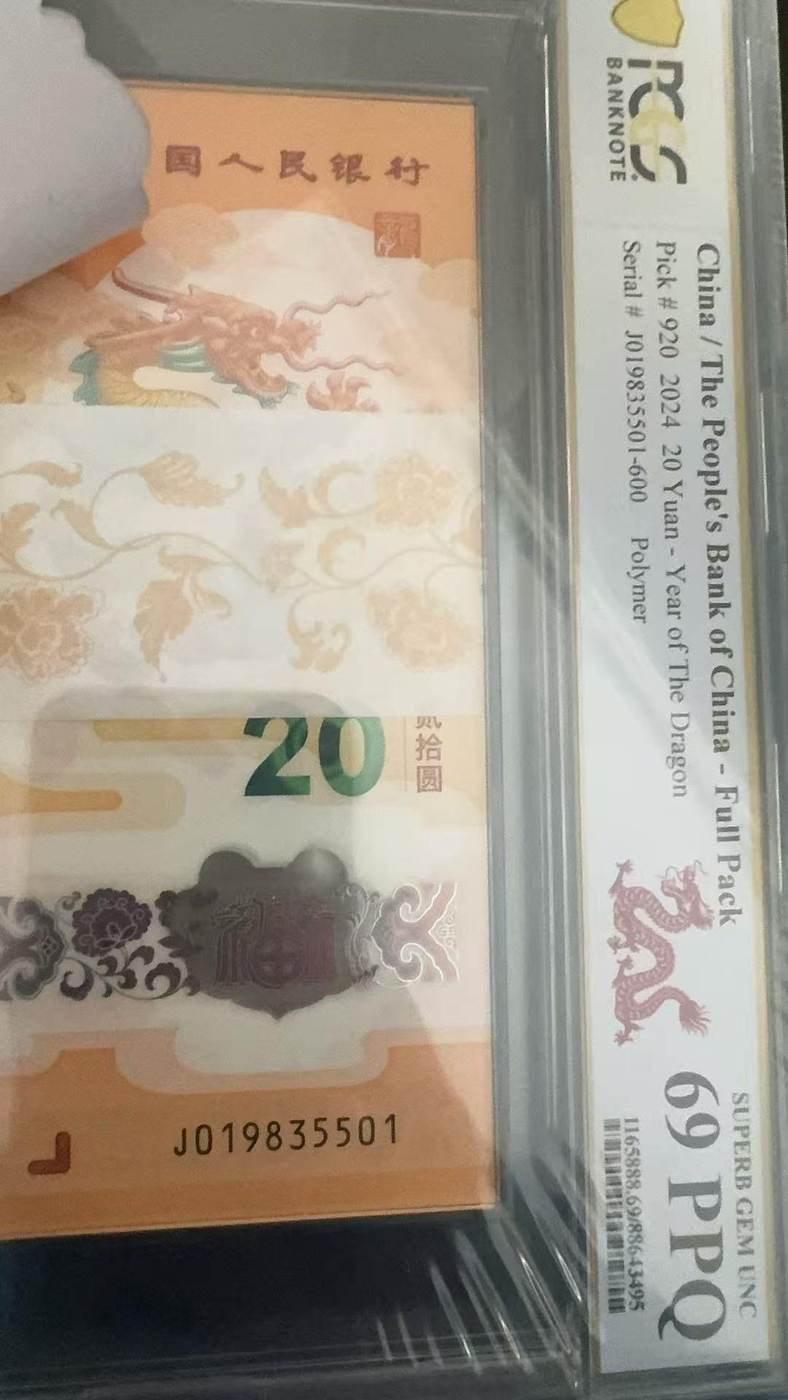 PCGS
BANKNOTE
China / The People's Bank of China - Full Pack
Pick # 920 2024 20 Yuan - Year of The Dragon
Serial # J019835501-600 Polymer
SUPERB GEM UNC
69 PPQ
1165888.69/88643495
国人民银行
20
贰拾圆
福
J019835501